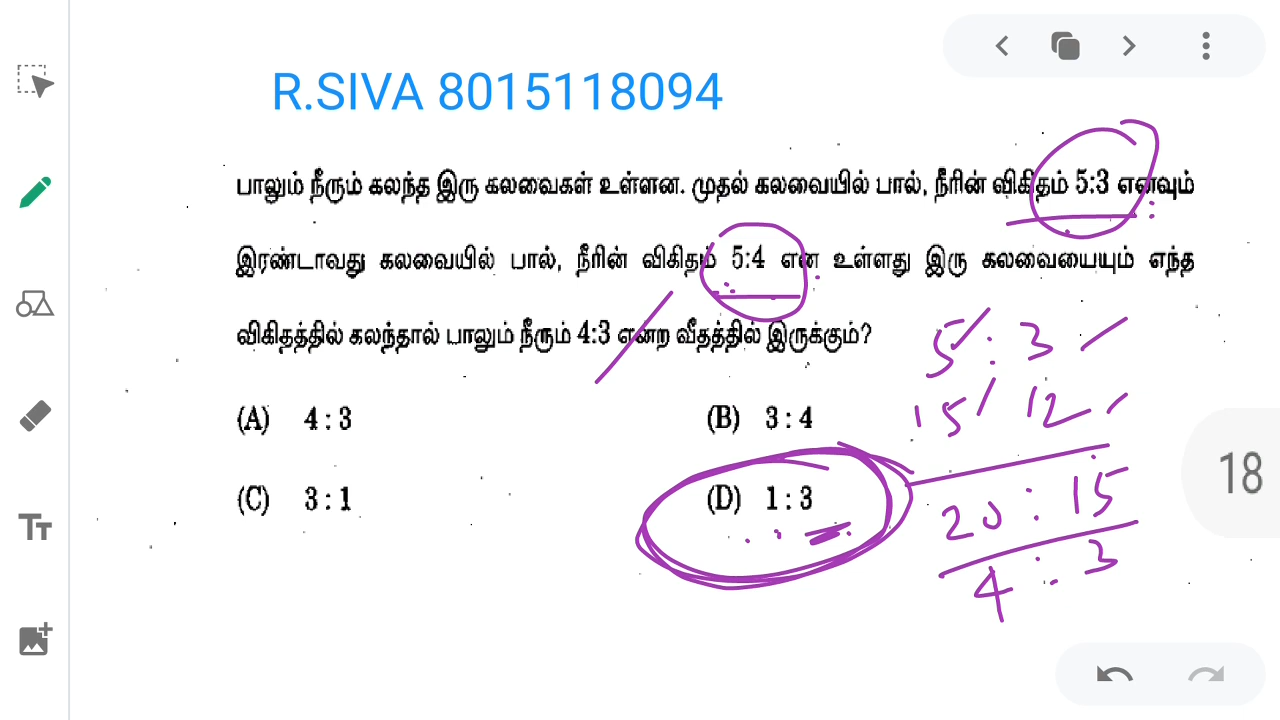 R.SIVA 8015118094
பாலும் நீரும் கலந்த இரு கலவைகள் உள்ளன. முதல் கலவையில் பால், நீரின் விகிதம் 5:3 எனவும்
இரண்டாவது கலவையில் பால், நீரின் விகிதம் 5:4 என உள்ளது இரு கலவையையும் எந்த
விகிதத்தில் கலந்தால் பாலும் நீரும் 4:3 என்ற வீதத்தில் இருக்கும்?
(A) 4 : 3 (B) 3 : 4
(C) 3 : 1 (D) 1 : 3
5 : 3
15 12
20 : 15
4 : 3
18
Tт